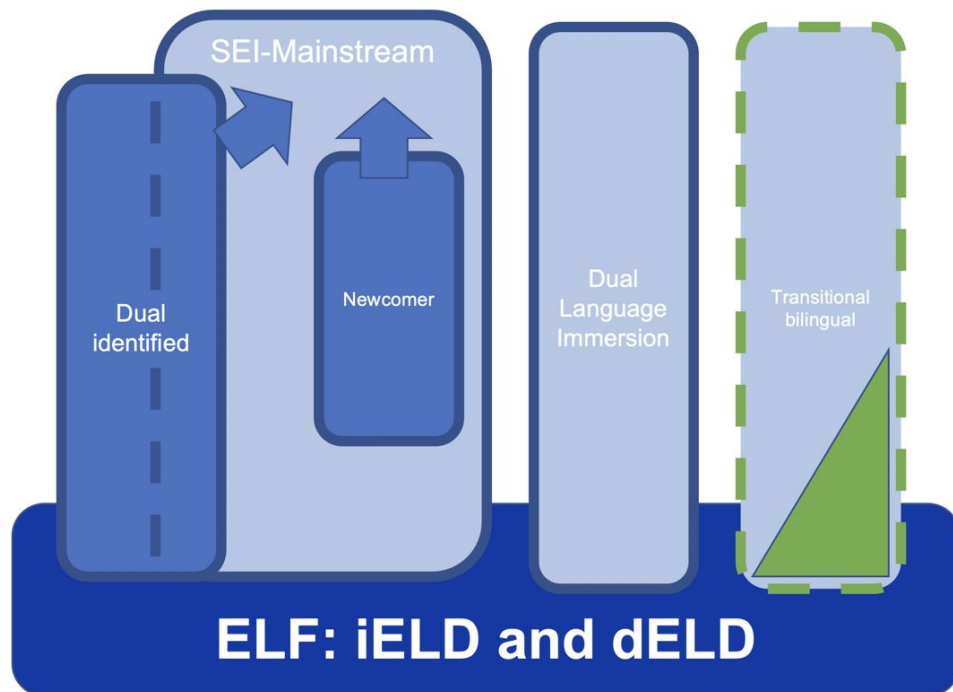 SEI-Mainstream
Dual
identified
Newcomer
Dual
Language
Immersion
Transitional
bilingual
ELF: iELD and dELD